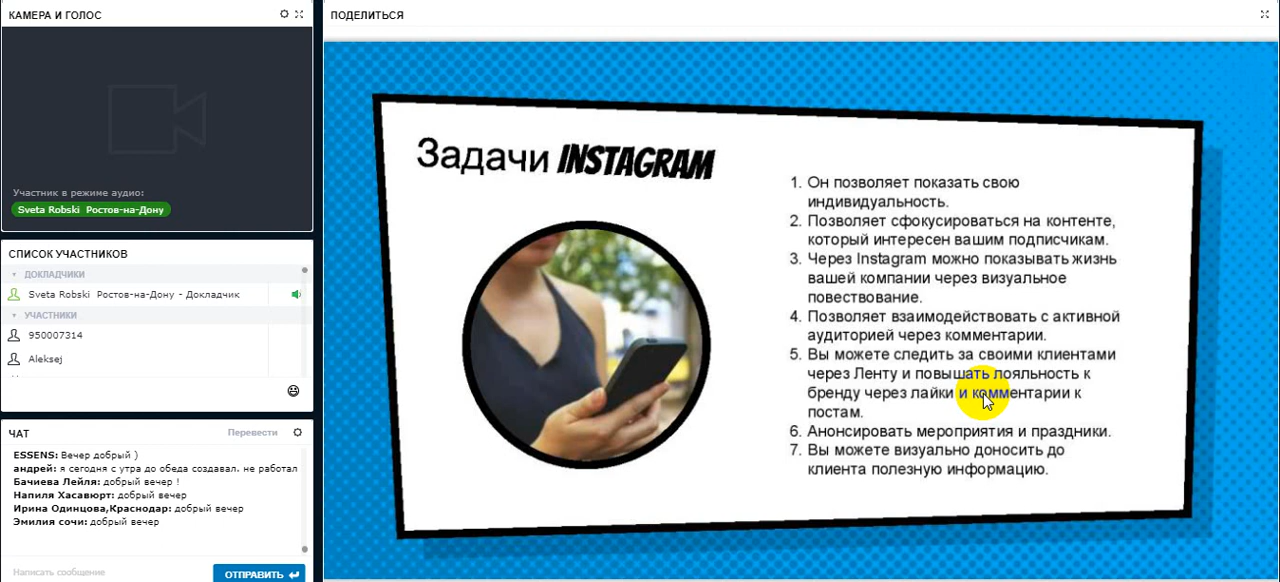 КАМЕРА И ГОЛОС
Участник в режиме аудио:
Sveta Robski Ростов-на-Дону
СПИСОК УЧАСТНИКОВ
ДОКЛАДЧИКИ
Sveta Robski Ростов-на-Дону - Докладчик
УЧАСТНИКИ
950007314
Aleksej
ЧАТ
Перевести
ESSENS: Вечер добрый )
андрей: я сегодня с утра до обеда создавал. не работал
Бачиева Лейля: добрый вечер !
Напиля Хасавюрт: добрый вечер
Ирина Одинцова,Краснодар: добрый вечер
Эмилия сочи: добрый вечер
Написать сообщение
ОТПРАВИТЬ
ПОДЕЛИТЬСЯ
Задачи INSTAGRAM
1. Он позволяет показать свою
индивидуальность.
2. Позволяет сфокусироваться на контенте,
который интересен вашим подписчикам.
3. Через Instagram можно показывать жизнь
вашей компании через визуальное
повествование.
4. Позволяет взаимодействовать с активной
аудиторией через комментарии.
5. Вы можете следить за своими клиентами
через Ленту и повышать лояльность к
бренду через лайки и комментарии к
постам.
6. Анонсировать мероприятия и праздники.
7. Вы можете визуально доносить до
клиента полезную информацию.